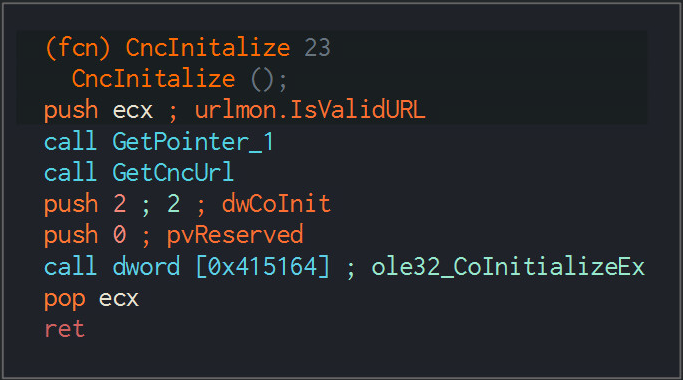 (fcn) CncInitalize 23
CncInitalize ();
push ecx ; urlmon.IsValidURL
call GetPointer_1
call GetCncUrl
push 2 ; 2 ; dwCoInit
push 0 ; pvReserved
call dword [0x415164] ; ole32_CoInitializeEx
pop ecx
ret